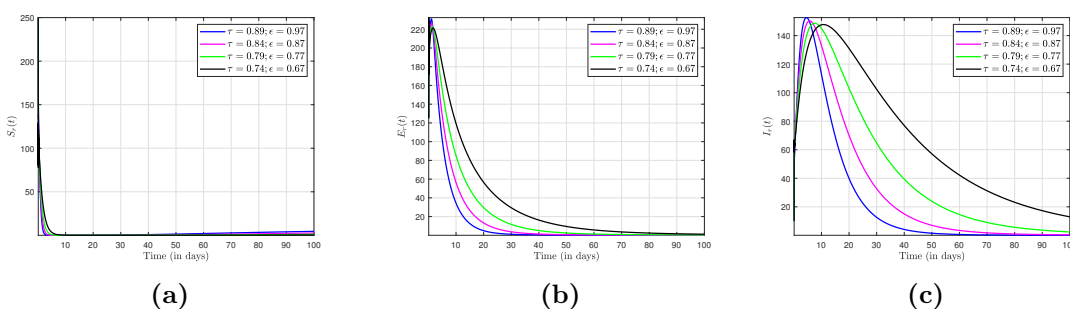 250
200
150
100
50
S_r(t)
10 20 30 40 50 60 70 80 90 100
Time (in days)
τ = 0.89; ϵ = 0.97
τ = 0.84; ϵ = 0.87
τ = 0.79; ϵ = 0.77
τ = 0.74; ϵ = 0.67
(a)
220
200
180
160
140
120
100
80
60
40
20
E_r(t)
10 20 30 40 50 60 70 80 90 100
Time (in days)
τ = 0.89; ϵ = 0.97
τ = 0.84; ϵ = 0.87
τ = 0.79; ϵ = 0.77
τ = 0.74; ϵ = 0.67
(b)
140
120
100
80
60
40
20
I_r(t)
10 20 30 40 50 60 70 80 90 100
Time (in days)
τ = 0.89; ϵ = 0.97
τ = 0.84; ϵ = 0.87
τ = 0.79; ϵ = 0.77
τ = 0.74; ϵ = 0.67
(c)